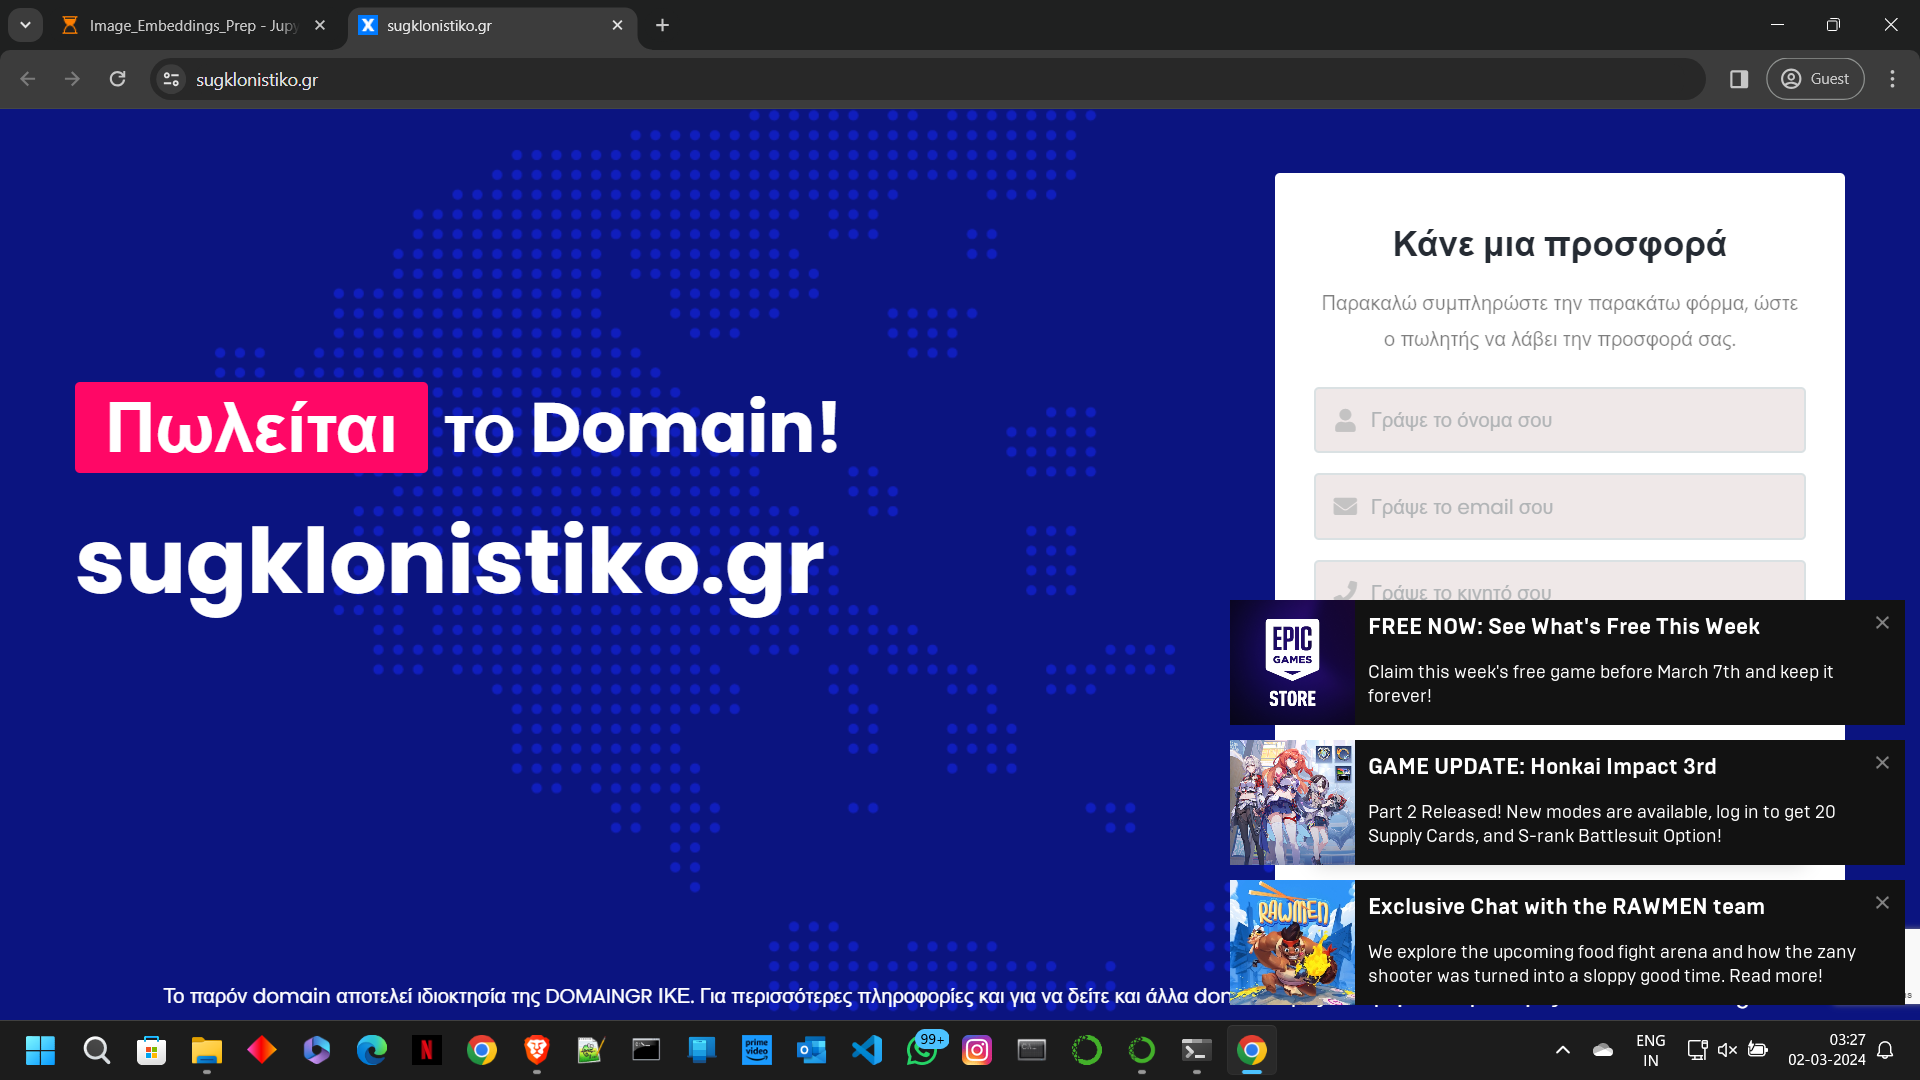 Image_Embeddings_Prep - Jupy
sugklonistiko.gr
sugklonistiko.gr
Guest
Πωλείται το Domain!
sugklonistiko.gr
Κάνε μια προσφορά
Παρακαλώ συμπληρώστε την παρακάτω φόρμα, ώστε
ο πωλητής να λάβει την προσφορά σας.
Γράψε το όνομα σου
Γράψε το email σου
Γράψε το κινητό σου
EPIC
GAMES
STORE
FREE NOW: See What's Free This Week
Claim this week's free game before March 7th and keep it
forever!
GAME UPDATE: Honkai Impact 3rd
Part 2 Released! New modes are available, log in to get 20
Supply Cards, and S-rank Battlesuit Option!
RAWMEN
Exclusive Chat with the RAWMEN team
We explore the upcoming food fight arena and how the zany
shooter was turned into a sloppy good time. Read more!
Το παρόν domain αποτελεί ιδιοκτησία της DOMAINGR ΙΚΕ. Για περισσότερες πληροφορίες και για να δείτε και άλλα
prime
video
99+
ENG
IN
03:27
02-03-2024